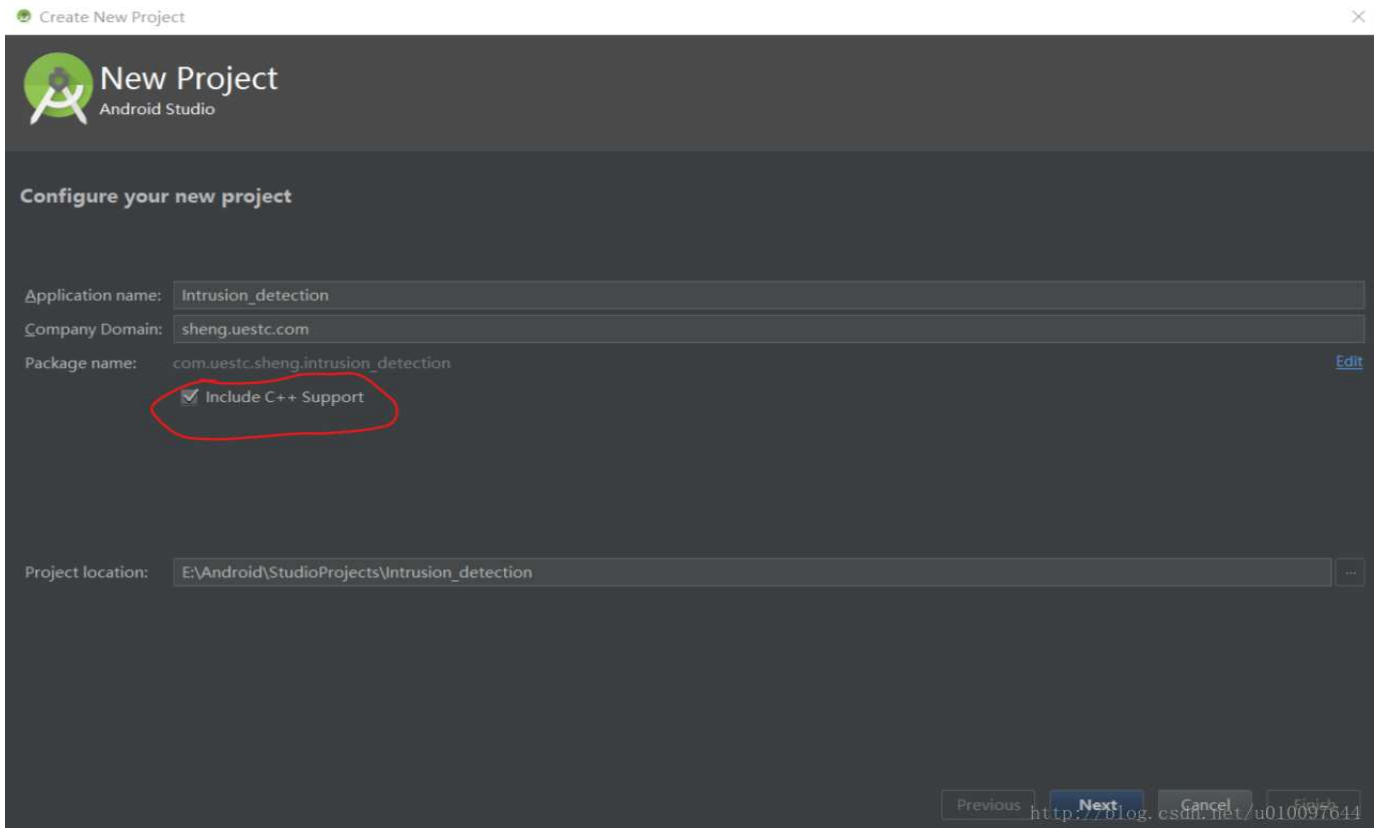 Create New Project
New Project
Android Studio
Configure your new project
Application name: Intrusion_detection
Company Domain: sheng.uestc.com
Package name: com.uestc.sheng.intrusion_detection Edit
Include C++ Support
Project location: E:\Android\StudioProjects\Intrusion_detection ...
Previous Next Cancel Finish
http://blog.csdn.net/u010097644